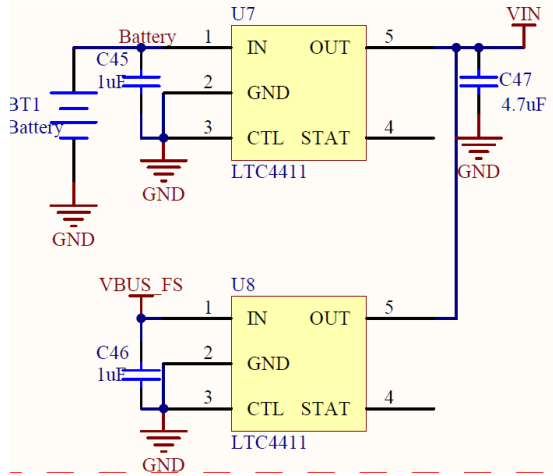 U7
Battery
1 IN OUT 5
VIN
C45
1uF
2 GND
C47
4.7uF
BT1
Battery
3 CTL STAT 4
LTC4411
GND
GND
GND
U8
VBUS_FS
1 IN OUT 5
2 GND
C46
1uF
3 CTL STAT 4
LTC4411
GND